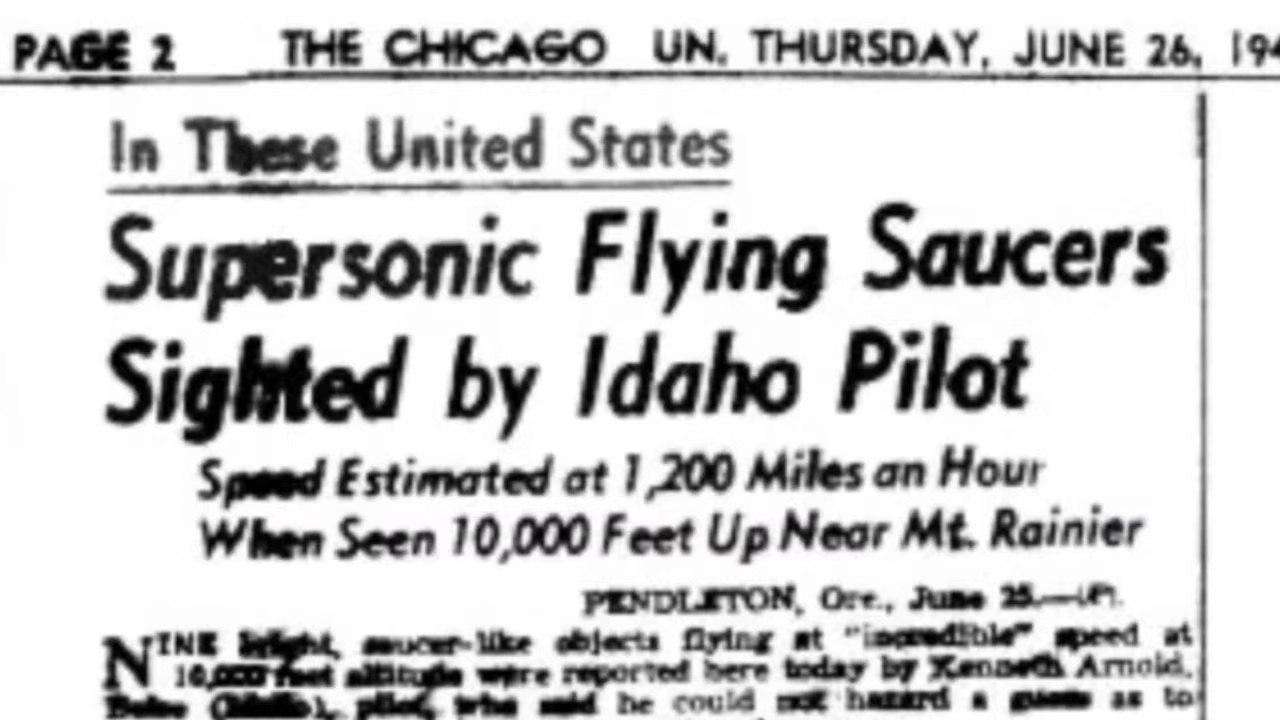 PAGE 2 THE CHICAGO UN, THURSDAY, JUNE 26, 194
In These United States
Supersonic Flying Saucers
Sighted by Idaho Pilot
Speed Estimated at 1,200 Miles an Hour
When Seen 10,000 Feet Up Near Mt. Rainier
PENDLETON, Ore., June 25.—(AP).
NINE bright, saucer-like objects flying at "incredible" speed at
10,000 feet altitude were reported here today by Kenneth Arnold,
Boise (Idaho), pilot, who said he could not hazard a guess as to